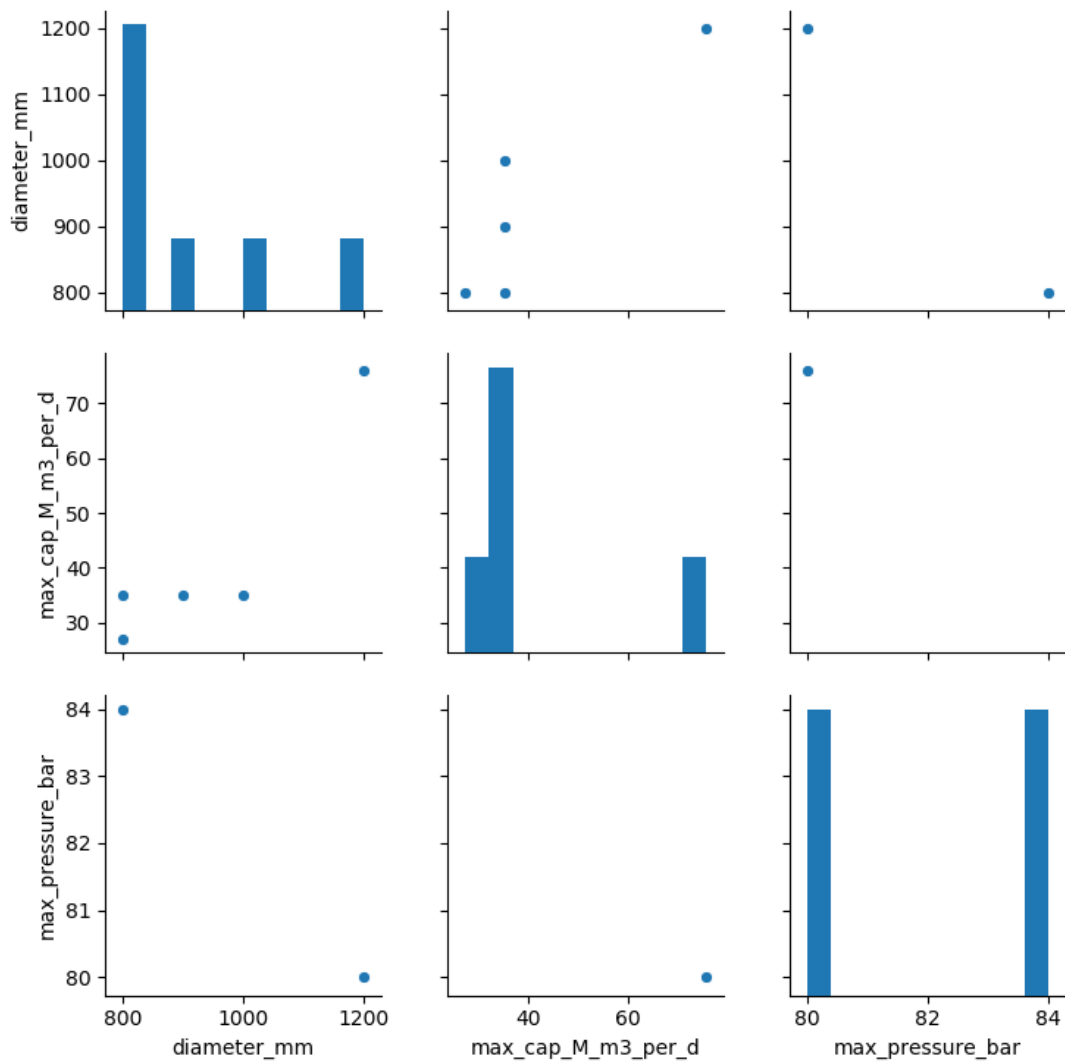 1200
1100
1000
900
800
diameter_mm
70
60
50
40
30
max_cap_M_m3_per_d
84
83
82
81
80
max_pressure_bar
800 1000 1200
40 60
80 82 84
diameter_mm
max_cap_M_m3_per_d
max_pressure_bar